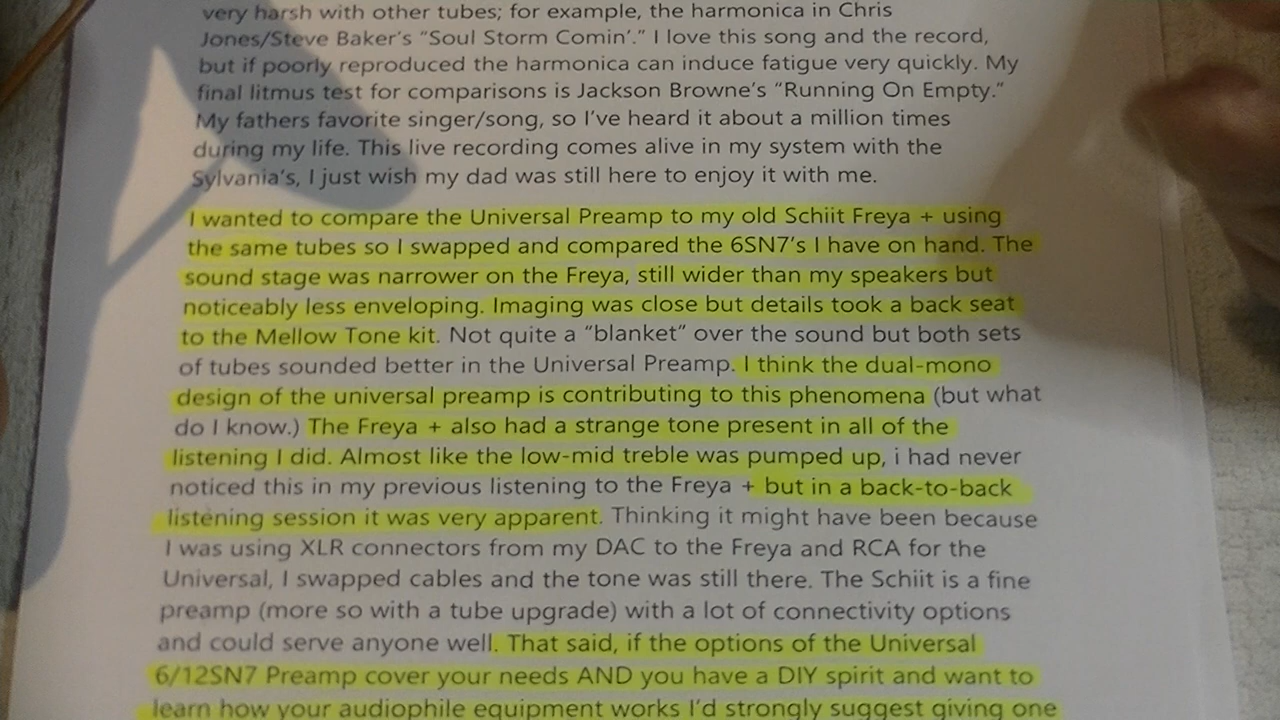 very harsh with other tubes; for example, the harmonica in Chris
Jones/Steve Baker's “Soul Storm Comin'.” I love this song and the record,
but if poorly reproduced the harmonica can induce fatigue very quickly. My
final litmus test for comparisons is Jackson Browne's “Running On Empty.”
My fathers favorite singer/song, so I've heard it about a million times
during my life. This live recording comes alive in my system with the
Sylvania's, I just wish my dad was still here to enjoy it with me.
I wanted to compare the Universal Preamp to my old Schiit Freya + using
the same tubes so I swapped and compared the 6SN7's I have on hand. The
sound stage was narrower on the Freya, still wider than my speakers but
noticeably less enveloping. Imaging was close but details took a back seat
to the Mellow Tone kit. Not quite a “blanket” over the sound but both sets
of tubes sounded better in the Universal Preamp. I think the dual-mono
design of the universal preamp is contributing to this phenomena (but what
do I know.) The Freya + also had a strange tone present in all of the
listening I did. Almost like the low-mid treble was pumped up, i had never
noticed this in my previous listening to the Freya + but in a back-to-back
listening session it was very apparent. Thinking it might have been because
I was using XLR connectors from my DAC to the Freya and RCA for the
Universal, I swapped cables and the tone was still there. The Schiit is a fine
preamp (more so with a tube upgrade) with a lot of connectivity options
and could serve anyone well. That said, if the options of the Universal
6/12SN7 Preamp cover your needs AND you have a DIY spirit and want to
learn how your audiophile equipment works I'd strongly suggest giving one